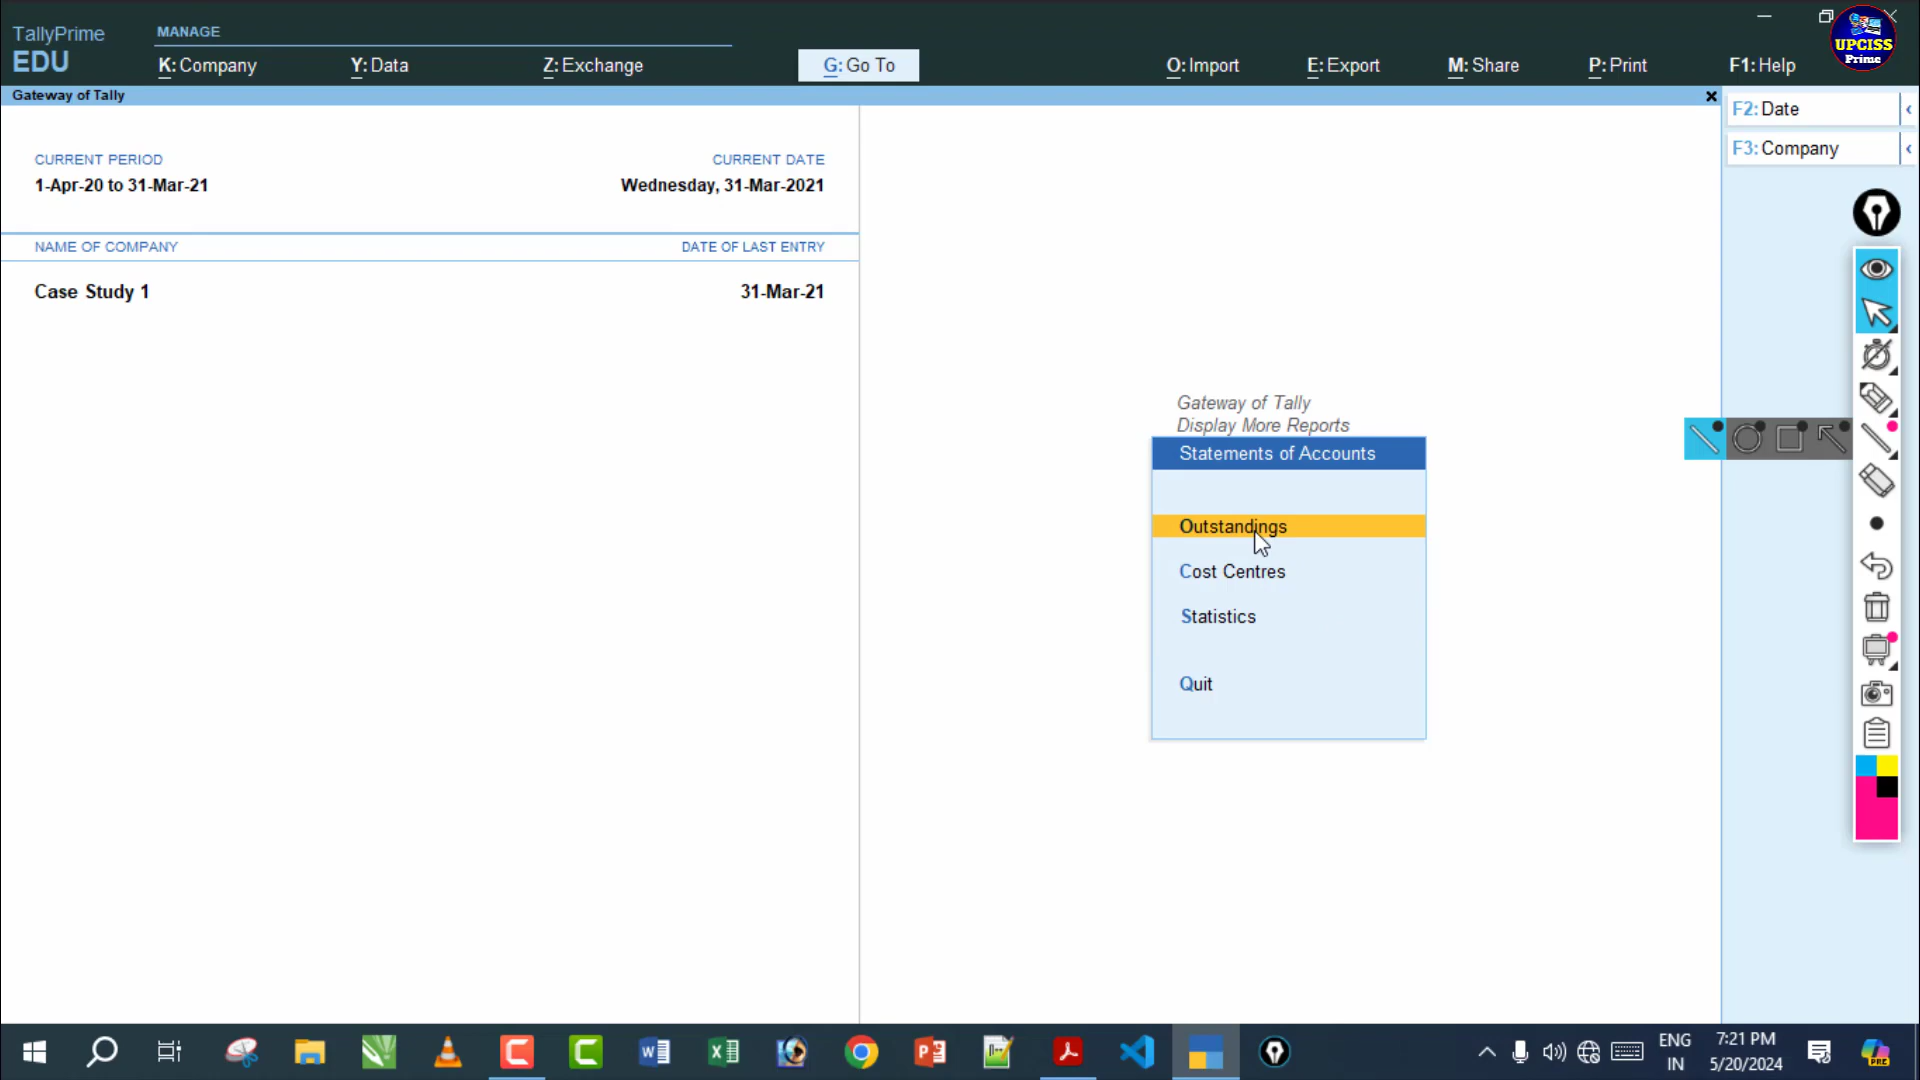 TallyPrime
EDU
MANAGE
K: Company
Y: Data
Z: Exchange
G: Go To
O: Import
E: Export
M: Share
P: Print
F1: Help
UPCISS
Prime
Gateway of Tally
F2: Date
F3: Company
CURRENT PERIOD
CURRENT DATE
1-Apr-20 to 31-Mar-21
Wednesday, 31-Mar-2021
NAME OF COMPANY
DATE OF LAST ENTRY
Case Study 1
31-Mar-21
Gateway of Tally
Display More Reports
Statements of Accounts
Outstandings
Cost Centres
Statistics
Quit
ENG
IN
7:21 PM
5/20/2024
PRE